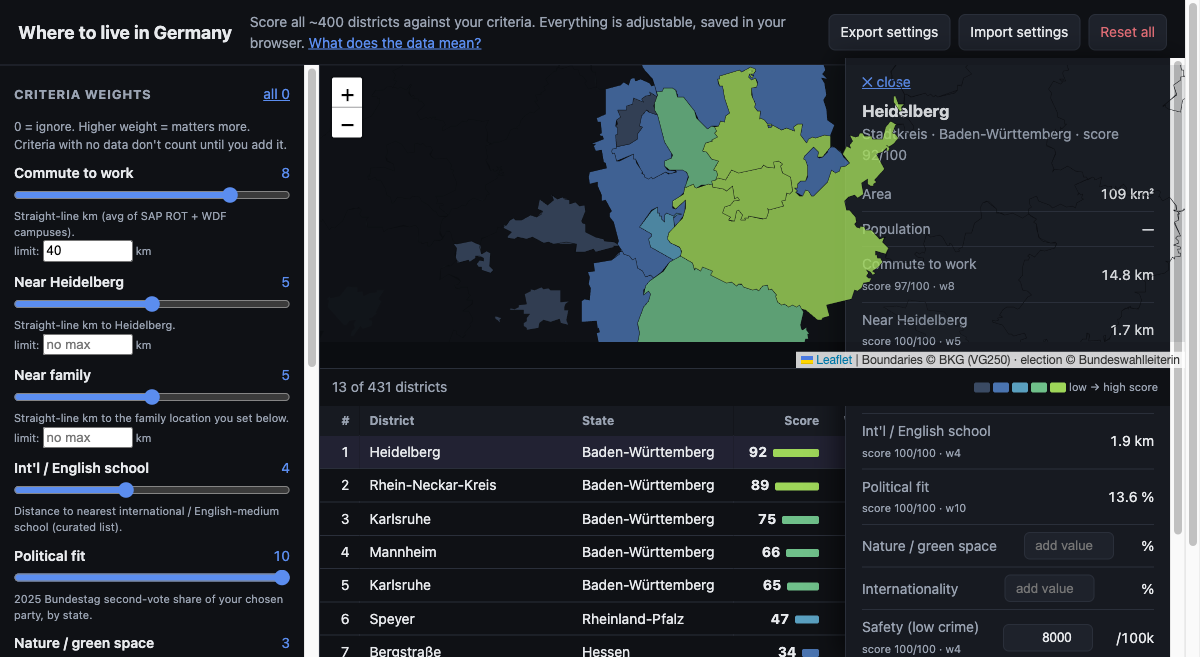 Where to live in Germany
Score all ~400 districts against your criteria. Everything is adjustable, saved in your
browser. What does the data mean?
Export settings
Import settings
Reset all
CRITERIA WEIGHTS
all 0
0 = ignore. Higher weight = matters more.
Criteria with no data don't count until you add it.
Commute to work
8
Straight-line km (avg of SAP ROT + WDF
campuses).
limit: 40 km
Near Heidelberg
5
Straight-line km to Heidelberg.
limit: no max km
Near family
5
Straight-line km to the family location you set below.
limit: no max km
Int'l / English school
4
Distance to nearest international / English-medium
school (curated list).
Political fit
10
2025 Bundestag second-vote share of your chosen
party, by state.
Nature / green space
3
+
−
✕ close
Heidelberg
Stadtkreis · Baden-Württemberg · score
92/100
Area
109 km²
Population
—
Commute to work
score 97/100 · w8
14.8 km
Near Heidelberg
score 100/100 · w5
1.7 km
Leaflet | Boundaries © BKG (VG250) · election © Bundeswahlleiterin
13 of 431 districts
low → high score
# District State Score
1 Heidelberg Baden-Württemberg 92
2 Rhein-Neckar-Kreis Baden-Württemberg 89
3 Karlsruhe Baden-Württemberg 75
4 Mannheim Baden-Württemberg 66
5 Karlsruhe Baden-Württemberg 65
6 Speyer Rheinland-Pfalz 47
7 Bergstraße Hessen 34
Int'l / English school
score 100/100 · w4
1.9 km
Political fit
score 100/100 · w10
13.6 %
Nature / green space
add value %
Internationality
add value %
Safety (low crime)
score 100/100 · w4
8000 /100k